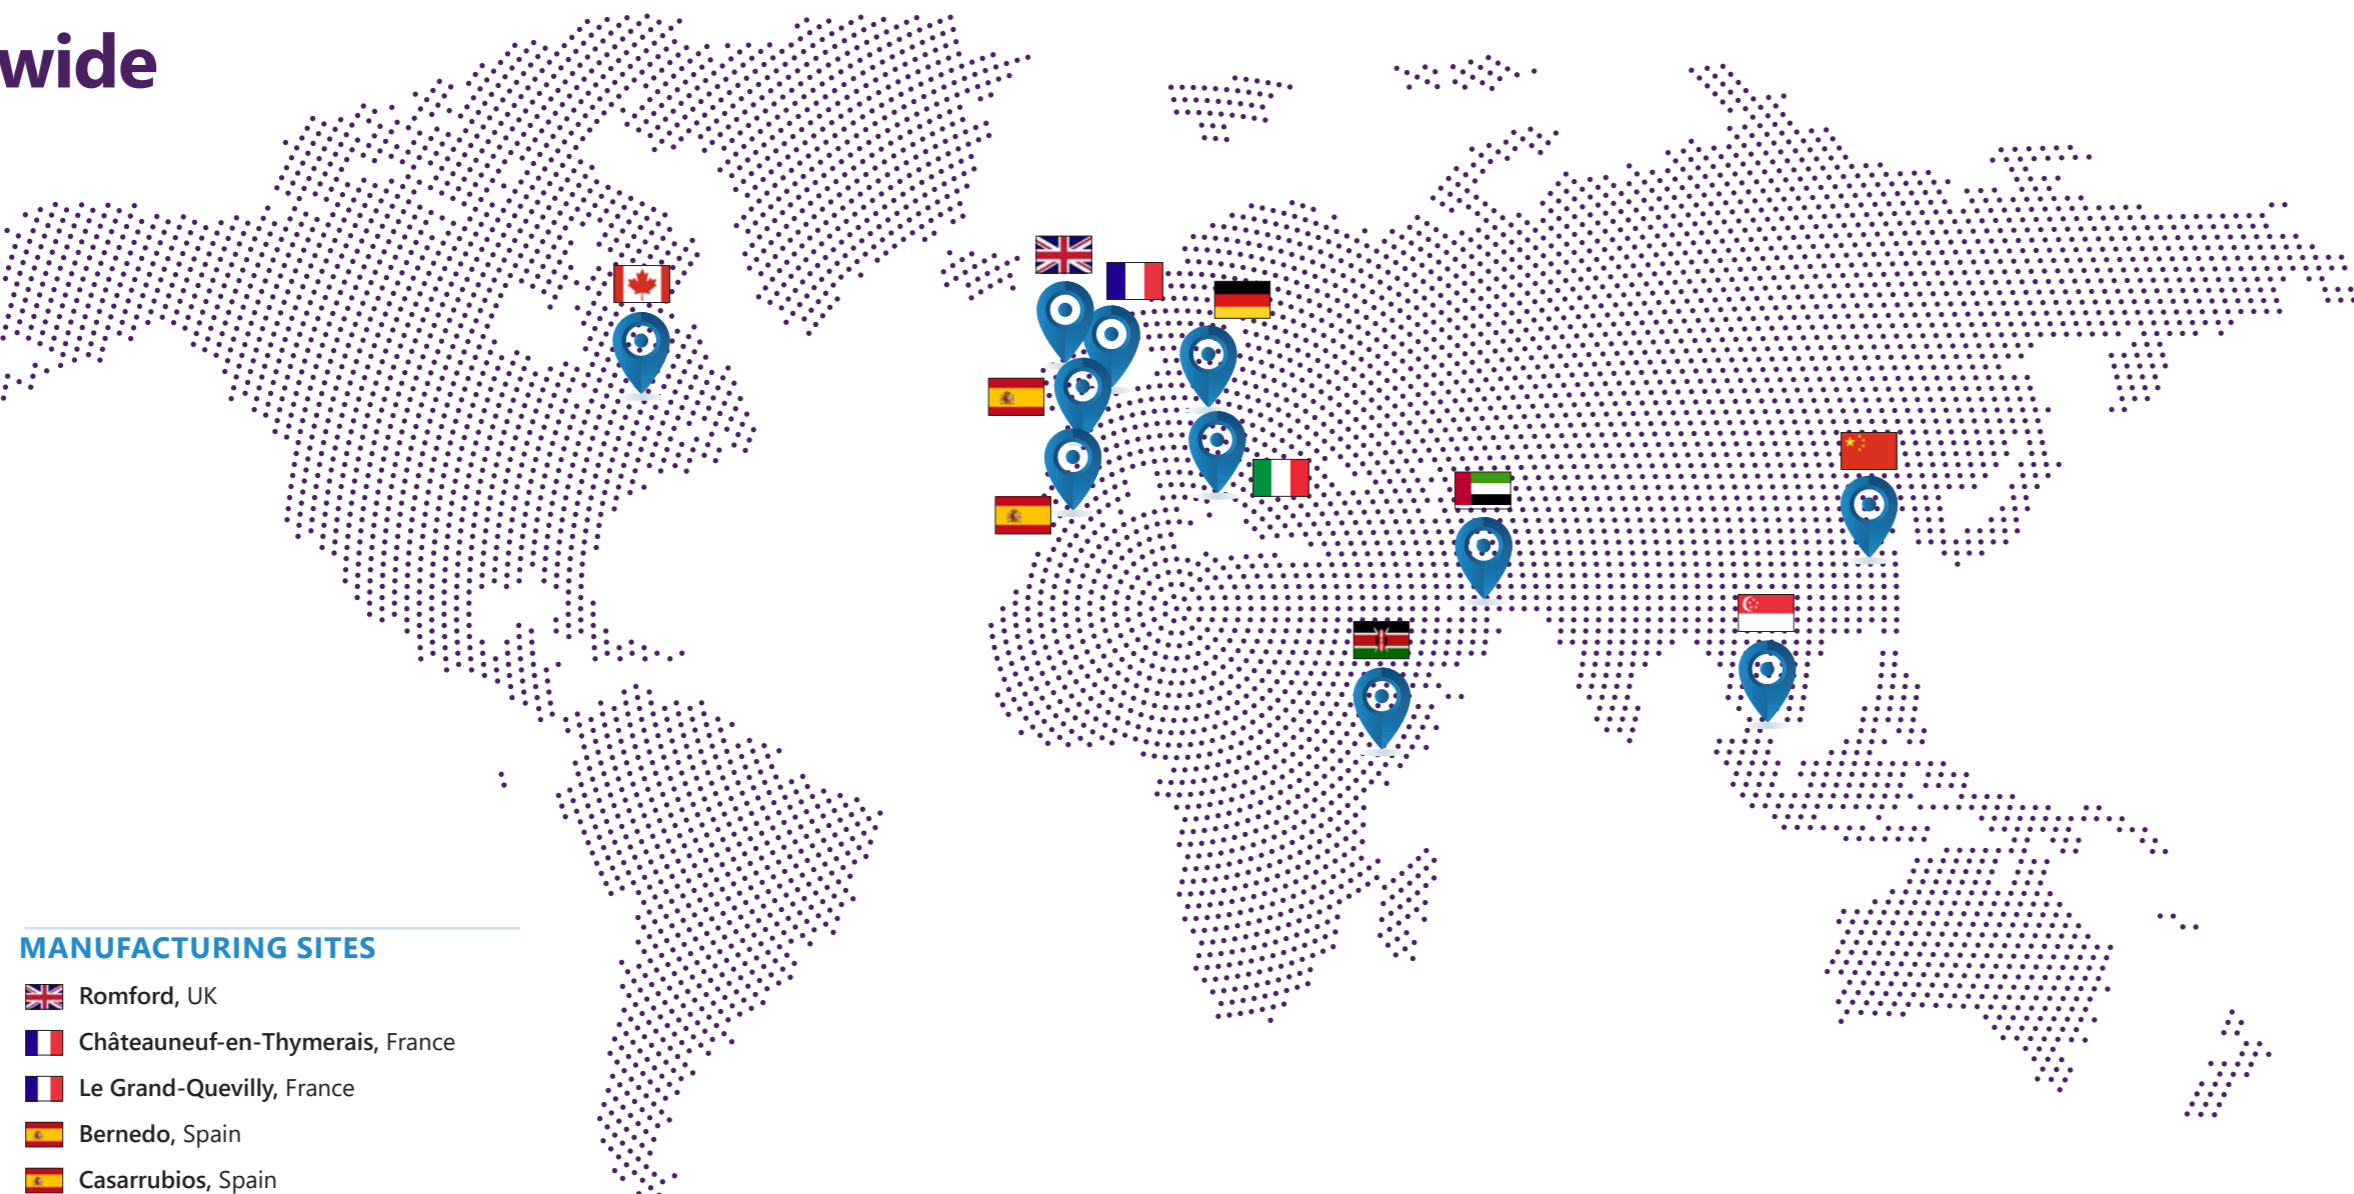 wide
MANUFACTURING SITES
Romford, UK
Châteauneuf-en-Thymerais, France
Le Grand-Quevilly, France
Bernedo, Spain
Casarrubios, Spain